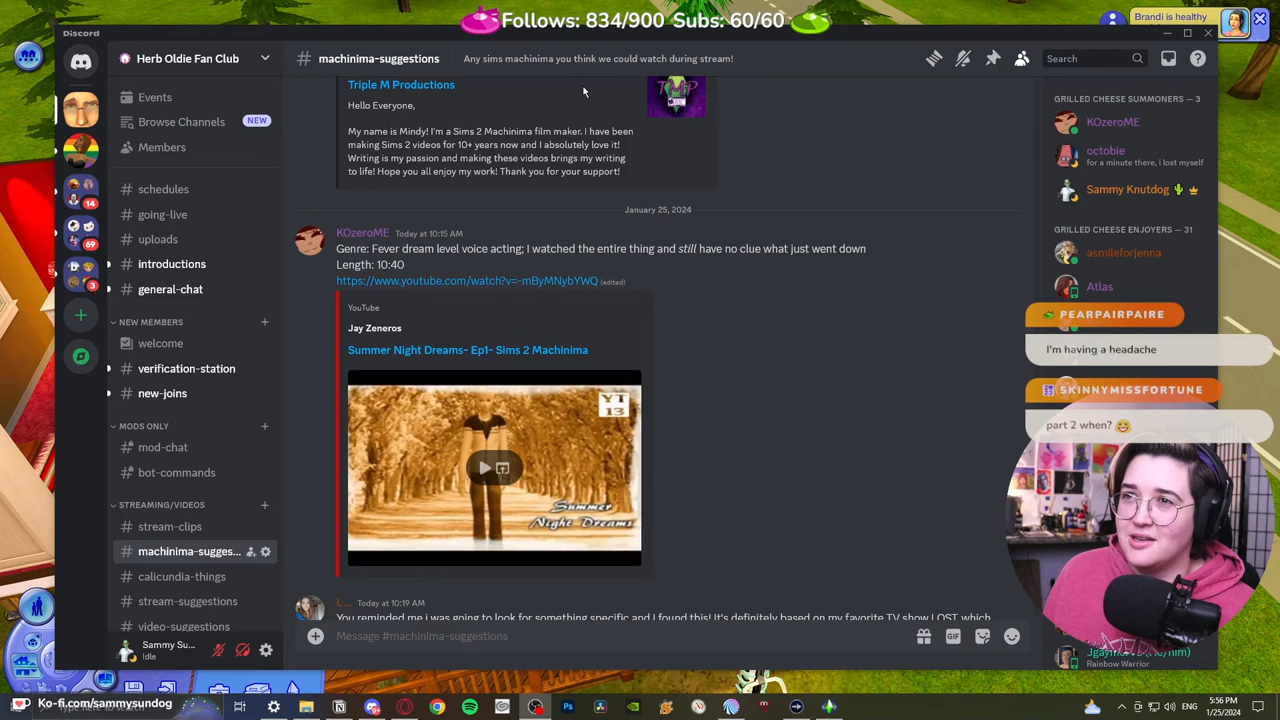 Follows: 834/900 Subs: 60/60
Brandi is healthy
Discord
Herb Oldie Fan Club
Events
Browse Channels
NEW
Members
schedules
going-live
uploads
introductions
general-chat
NEW MEMBERS
welcome
verification-station
new-joins
MODS ONLY
mod-chat
bot-commands
STREAMING/VIDEOS
stream-clips
machinima-sugges...
calicundia-things
stream-suggestions
video-suggestions
14
69
3
Sammy Su...
Idle
# machinima-suggestions
Any sims machinima you think we could watch during stream!
Search
Triple M Productions
Hello Everyone,
My name is Mindy! I'm a Sims 2 Machinima film maker. I have been
making Sims 2 videos for 10+ years now and I absolutely love it!
Writing is my passion and making these videos brings my writing
to life! Hope you all enjoy my work! Thank you for your support!
TMP
January 25, 2024
KOzeroME Today at 10:15 AM
Genre: Fever dream level voice acting; I watched the entire thing and still have no clue what just went down
Length: 10:40
https://www.youtube.com/watch?v=-mByMNybYWQ (edited)
YouTube
Jay Zeneros
Summer Night Dreams- Ep1- Sims 2 Machinima
YT
13
Summer
Night Dreams
L... Today at 10:19 AM
You reminded me i was going to look for something specific and I found this! It's definitely based on my favorite TV show LOST which
Message #machinima-suggestions
GIF
GRILLED CHEESE SUMMONERS — 3
KOzeroME
octobie
for a minute there, i lost myself
Sammy Knutdog
GRILLED CHEESE ENJOYERS — 31
asmileforjenna
Atlas
PEARPAIRPAIRE
I'm having a headache
SKINNYMISSFORTUNE
part 2 when? 😂
Rainbow Warrior
Ko-fi.com/sammysundog
5:56 PM
1/25/2024